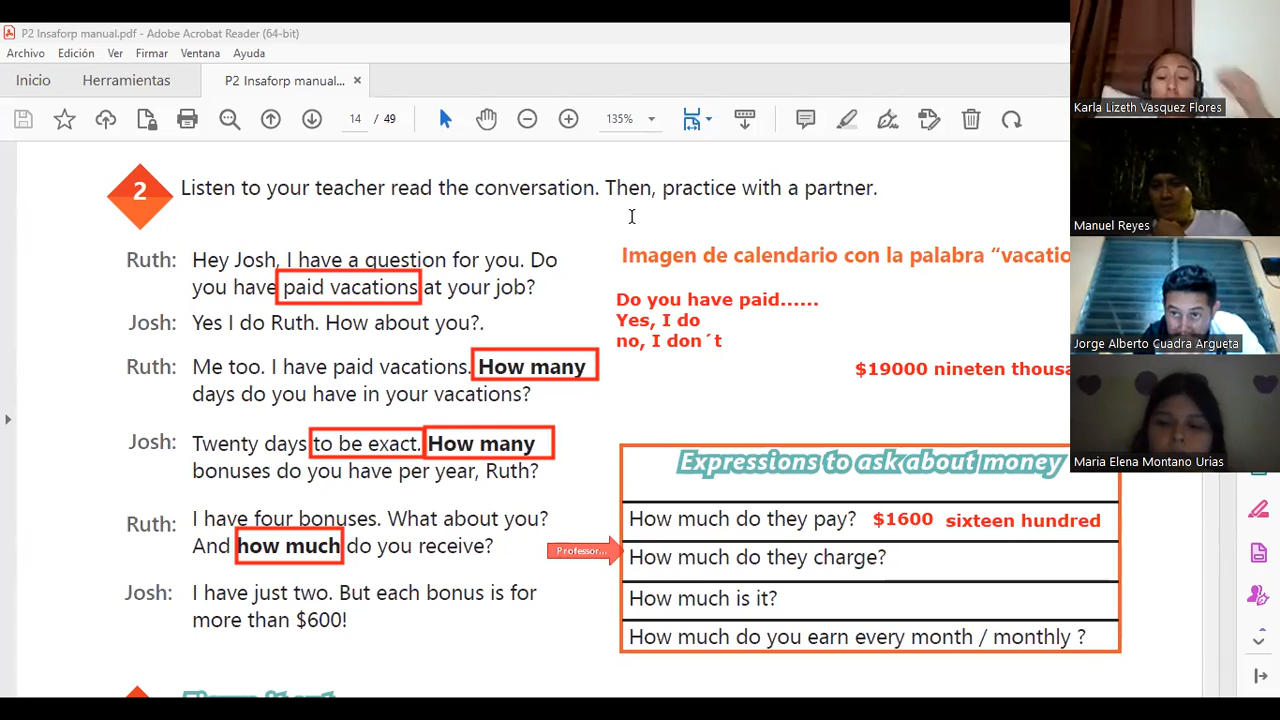 P2 Insaforp manual.pdf - Adobe Acrobat Reader (64-bit)
Archivo Edición Ver Firmar Ventana Ayuda
Inicio Herramientas P2 Insaforp manual... ×
14 / 49 135%
2 Listen to your teacher read the conversation. Then, practice with a partner.
Ruth: Hey Josh, I have a question for you. Do
you have paid vacations at your job?
Josh: Yes I do Ruth. How about you?.
Ruth: Me too. I have paid vacations. How many
days do you have in your vacations?
Josh: Twenty days to be exact. How many
bonuses do you have per year, Ruth?
Ruth: I have four bonuses. What about you?
And how much do you receive?
Josh: I have just two. But each bonus is for
more than $600!
Imagen de calendario con la palabra “vacatio
Do you have paid......
Yes, I do
no, I don´t
$19000 nineten thousa
Expressions to ask about money
How much do they pay? $1600 sixteen hundred
Professor...
How much do they charge?
How much is it?
How much do you earn every month / monthly ?
Karla Lizeth Vasquez Flores
Manuel Reyes
Jorge Alberto Cuadra Argueta
Maria Elena Montano Urias